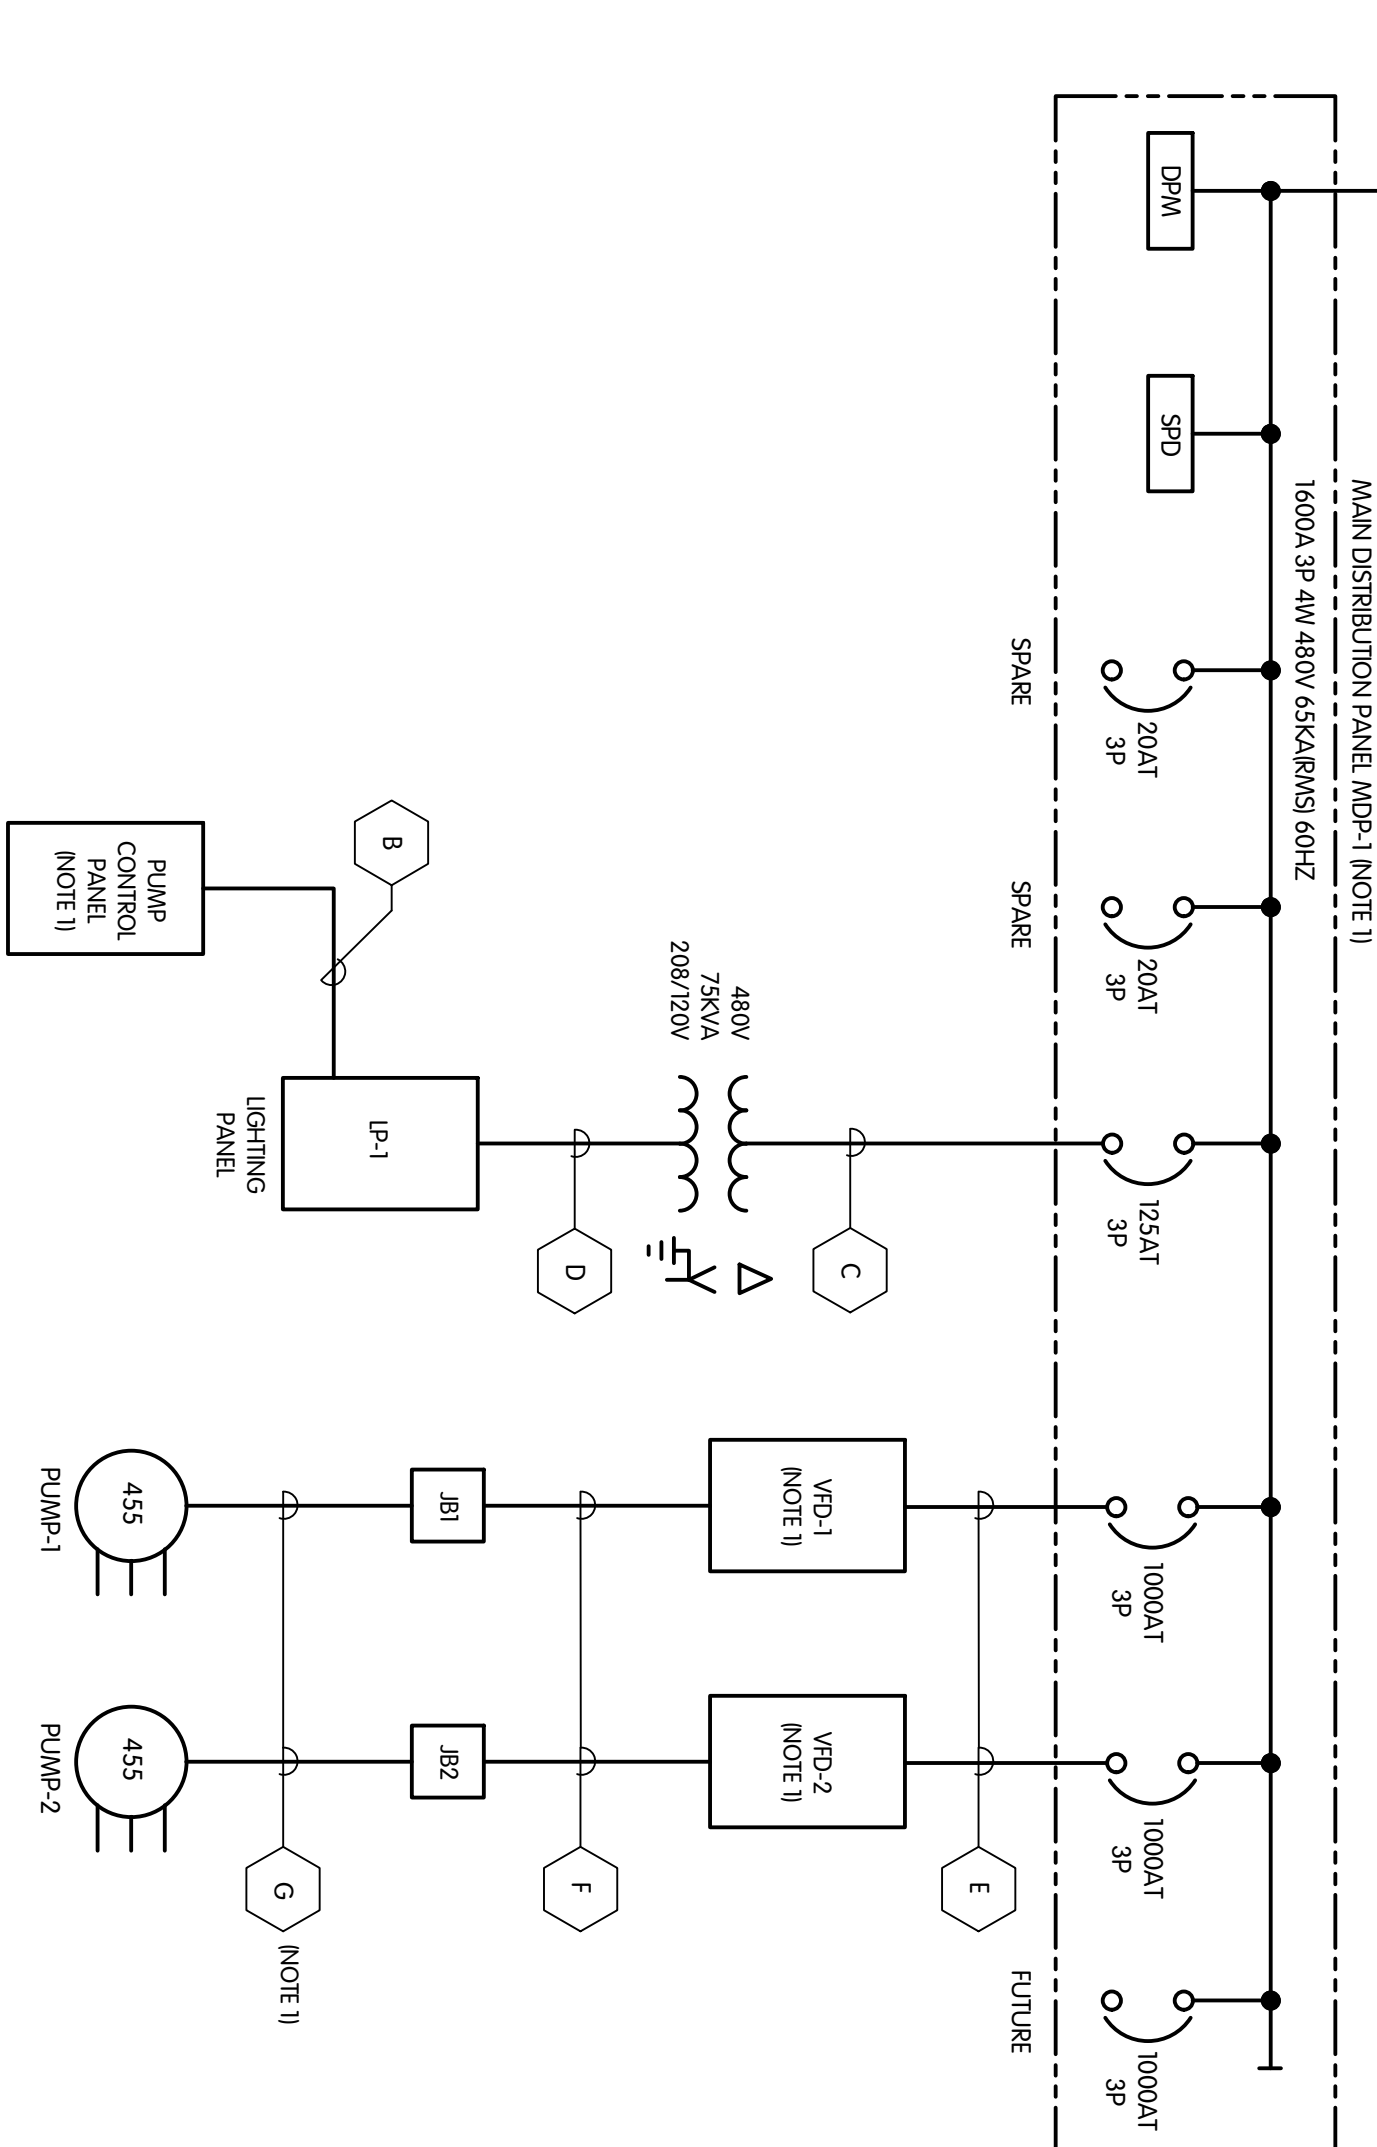 MAIN DISTRIBUTION PANEL MDP-1 (NOTE 1)
1600A 3P 4W 480V 65KA(RMS) 60HZ
DPM
SPD
20AT
3P
SPARE
20AT
3P
SPARE
125AT
3P
1000AT
3P
1000AT
3P
1000AT
3P
FUTURE
C
E
480V
75KVA
208/120V
VFD-1
(NOTE 1)
VFD-2
(NOTE 1)
D
F
B
LP-1
LIGHTING
PANEL
JB1
JB2
G
(NOTE 1)
PUMP
CONTROL
PANEL
(NOTE 1)
455
PUMP-1
455
PUMP-2